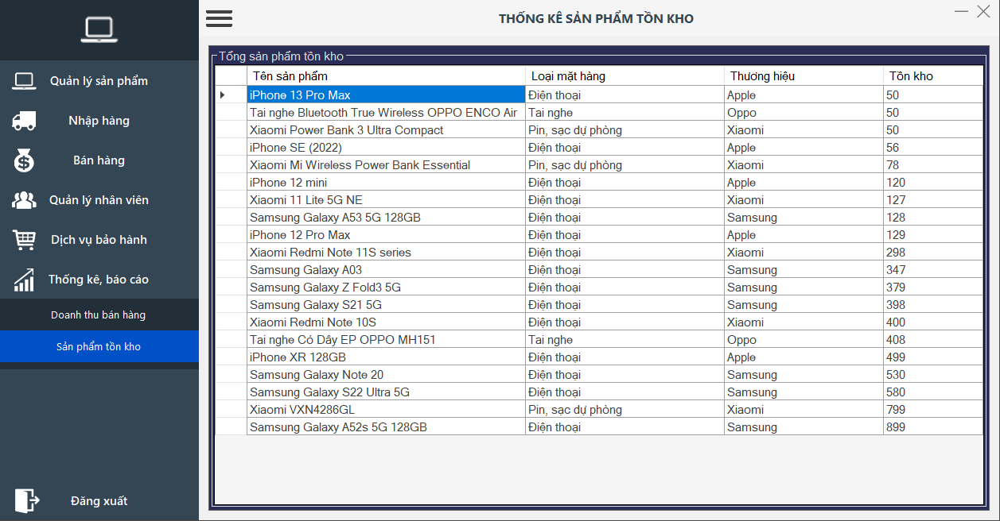 THỐNG KÊ SẢN PHẨM TỒN KHO
Quản lý sản phẩm
Nhập hàng
Bán hàng
Quản lý nhân viên
Dịch vụ bảo hành
Thống kê, báo cáo
Doanh thu bán hàng
Sản phẩm tồn kho
Đăng xuất
Tổng sản phẩm tồn kho
Tên sản phẩm Loại mặt hàng Thương hiệu Tồn kho
iPhone 13 Pro Max Điện thoại Apple 50
Tai nghe Bluetooth True Wireless OPPO ENCO Air Tai nghe Oppo 50
Xiaomi Power Bank 3 Ultra Compact Pin, sạc dự phòng Xiaomi 50
iPhone SE (2022) Điện thoại Apple 56
Xiaomi Mi Wireless Power Bank Essential Pin, sạc dự phòng Xiaomi 78
iPhone 12 mini Điện thoại Apple 120
Xiaomi 11 Lite 5G NE Điện thoại Xiaomi 127
Samsung Galaxy A53 5G 128GB Điện thoại Samsung 128
iPhone 12 Pro Max Điện thoại Apple 129
Xiaomi Redmi Note 11S series Điện thoại Xiaomi 298
Samsung Galaxy A03 Điện thoại Samsung 347
Samsung Galaxy Z Fold3 5G Điện thoại Samsung 379
Samsung Galaxy S21 5G Điện thoại Samsung 398
Xiaomi Redmi Note 10S Điện thoại Xiaomi 400
Tai nghe Có Dây EP OPPO MH151 Tai nghe Oppo 408
iPhone XR 128GB Điện thoại Apple 499
Samsung Galaxy Note 20 Điện thoại Samsung 530
Samsung Galaxy S22 Ultra 5G Điện thoại Samsung 580
Xiaomi VXN4286GL Pin, sạc dự phòng Xiaomi 799
Samsung Galaxy A52s 5G 128GB Điện thoại Samsung 899